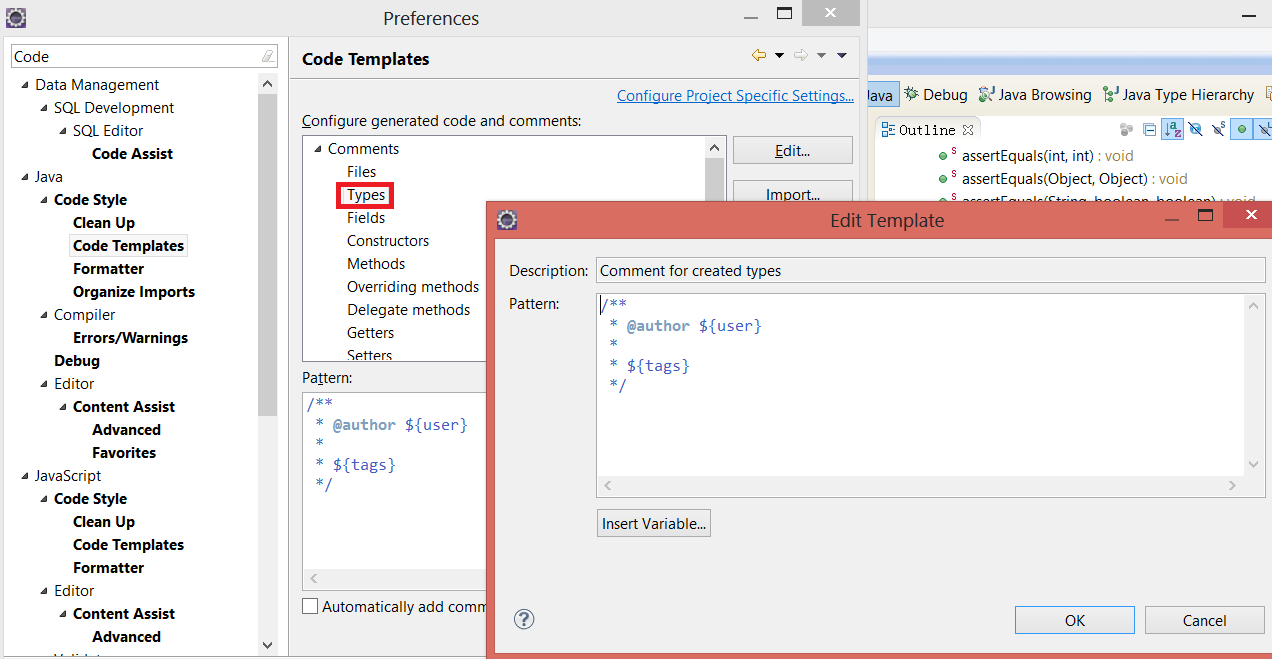 Preferences
Code
Data Management
SQL Development
SQL Editor
Code Assist
Java
Code Style
Clean Up
Code Templates
Formatter
Organize Imports
Compiler
Errors/Warnings
Debug
Editor
Content Assist
Advanced
Favorites
JavaScript
Code Style
Clean Up
Code Templates
Formatter
Editor
Content Assist
Advanced
Code Templates
Configure Project Specific Settings...
Configure generated code and comments:
Comments
Files
Types
Fields
Constructors
Methods
Overriding methods
Delegate methods
Getters
Setters
Edit...
Import...
Pattern:
/**
* @author ${user}
*
* ${tags}
*/
Automatically add comm
Java Debug Java Browsing Java Type Hierarchy
Outline
assertEquals(int, int) : void
assertEquals(Object, Object) : void
assertEquals(String, boolean, boolean) : void
Edit Template
Description: Comment for created types
Pattern:
/**
* @author ${user}
*
* ${tags}
*/
Insert Variable...
OK Cancel